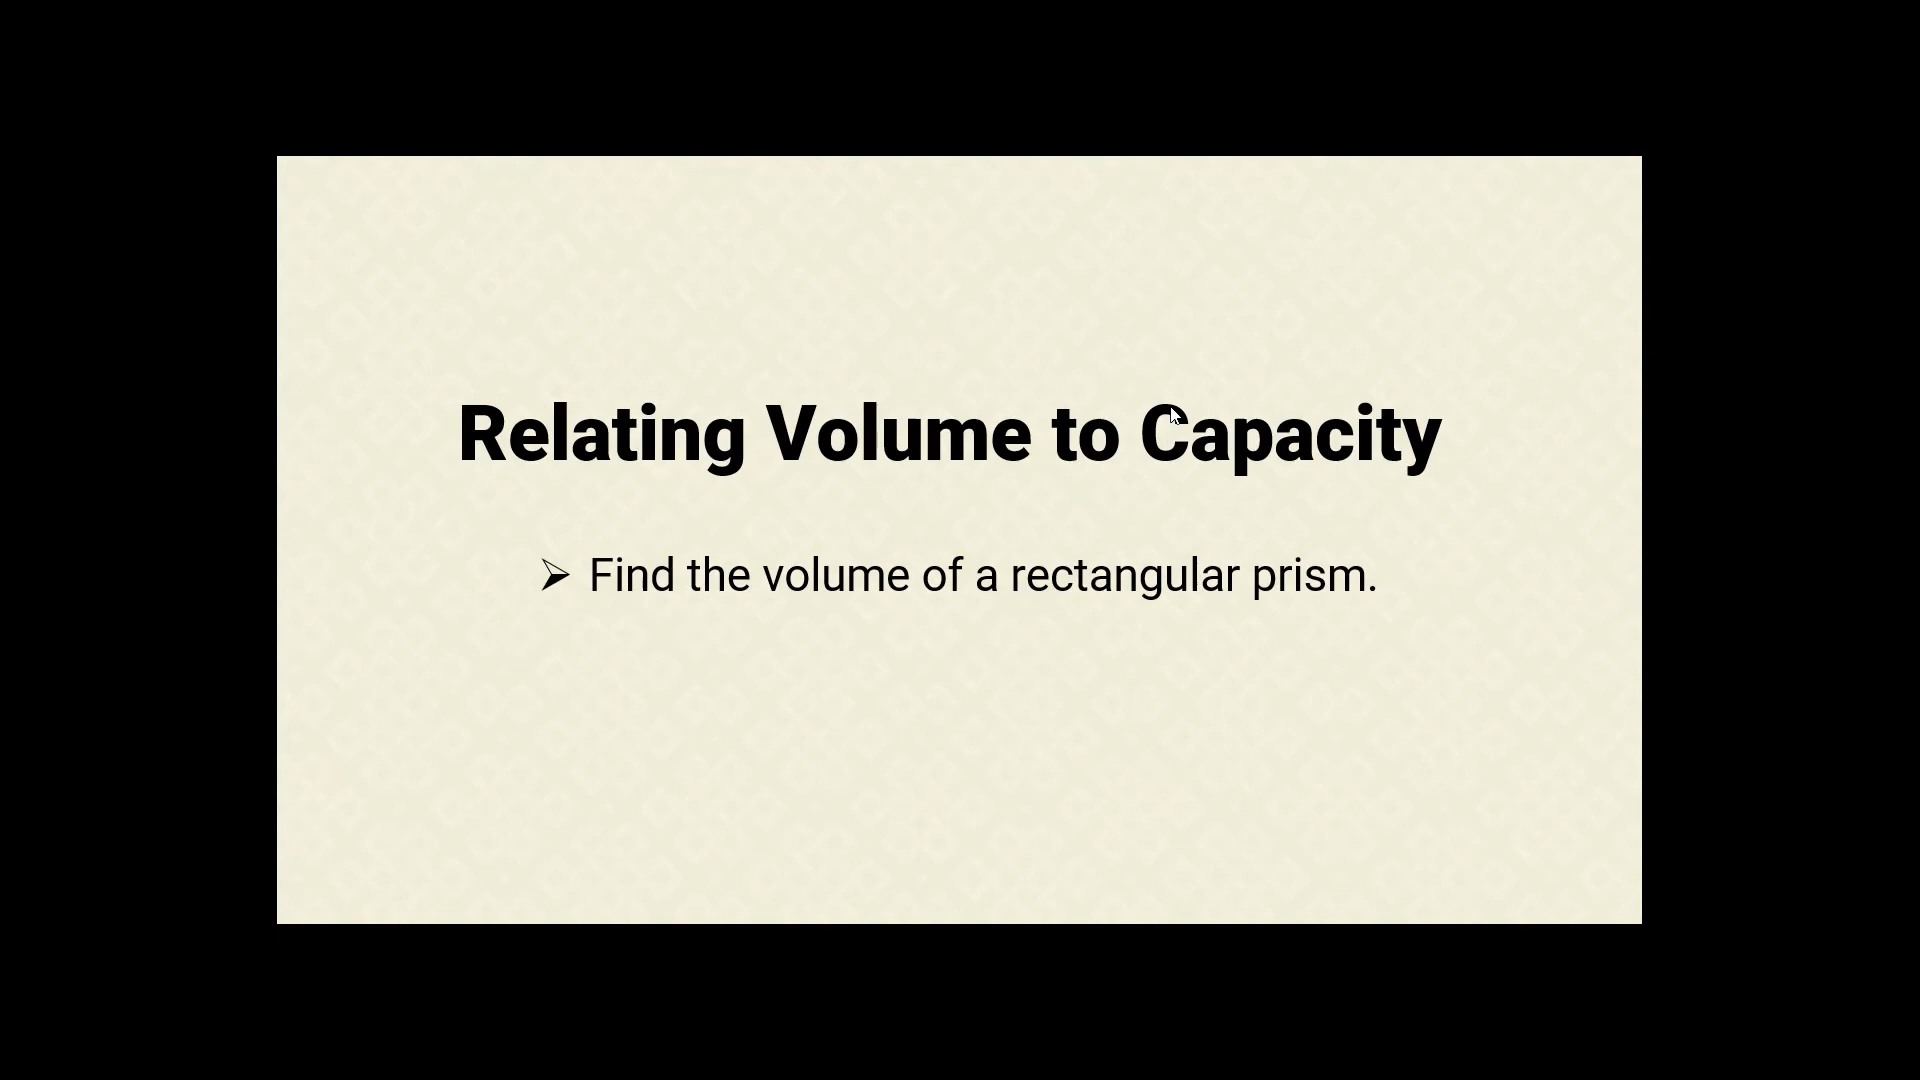 Relating Volume to Capacity
➢ Find the volume of a rectangular prism.